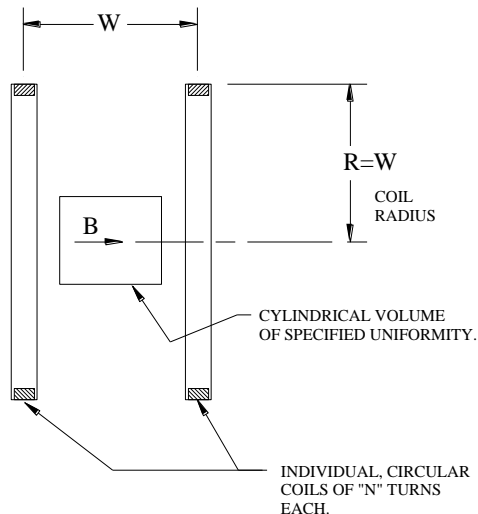 W
R=W
COIL
RADIUS
B
CYLINDRICAL VOLUME
OF SPECIFIED UNIFORMITY.
INDIVIDUAL, CIRCULAR
COILS OF "N" TURNS
EACH.